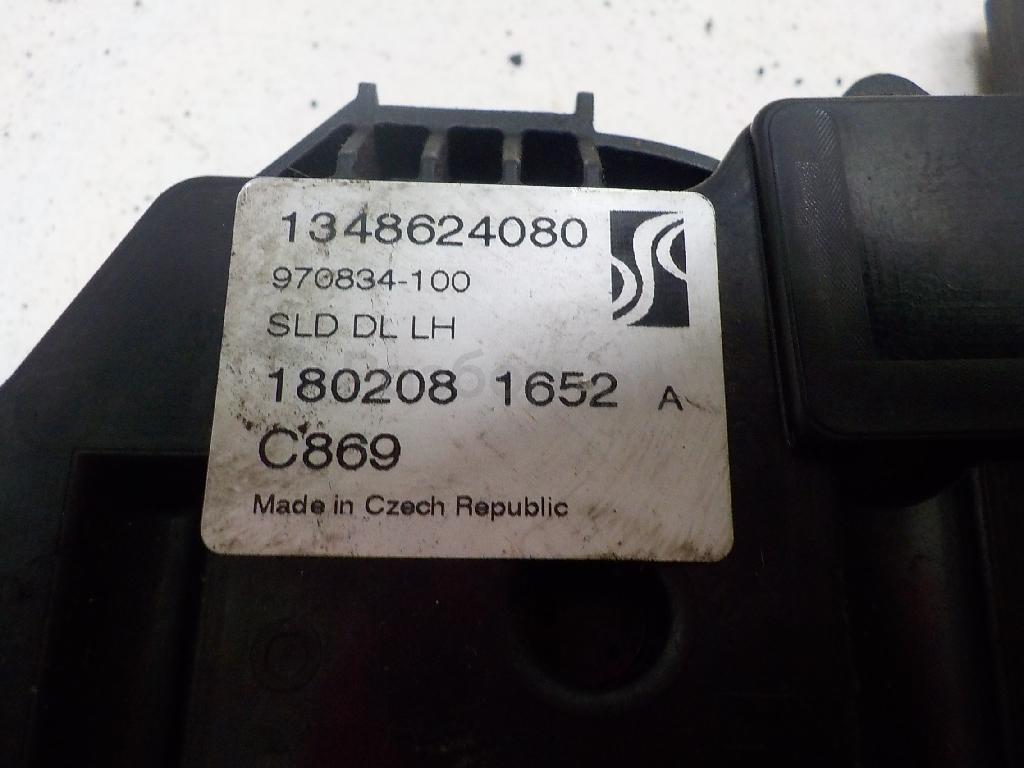 1348624080
970834-100
SLD DL LH
180208 1652 A
C869
Made in Czech Republic